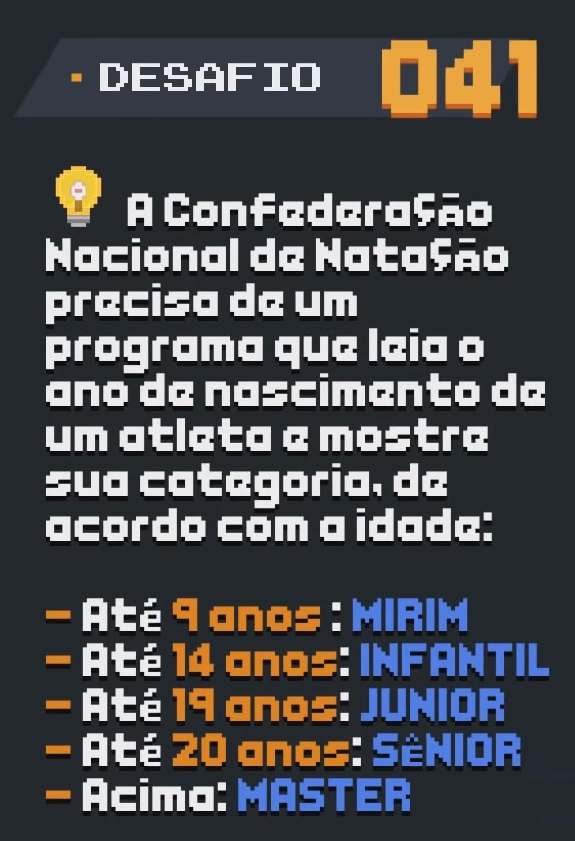 · DESAFIO 041
A Confederação
Nacional de Natação
precisa de um
programa que leia o
ano de nascimento de
um atleta e mostre
sua categoria, de
acordo com a idade:
– Até 9 anos : MIRIM
– Até 14 anos: INFANTIL
– Até 19 anos: JUNIOR
– Até 20 anos: SêNIOR
– Acima: MASTER